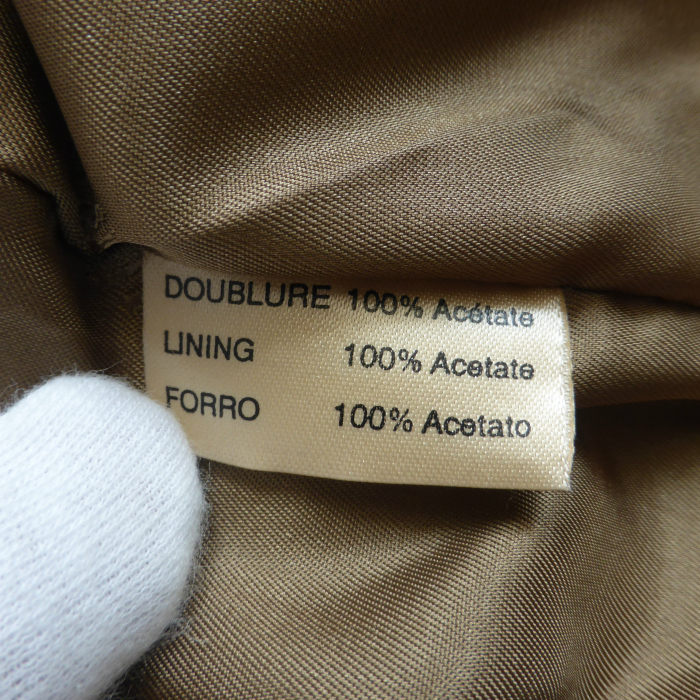 DOUBLURE 100% Acétate
LINING 100% Acetate
FORRO 100% Acetato